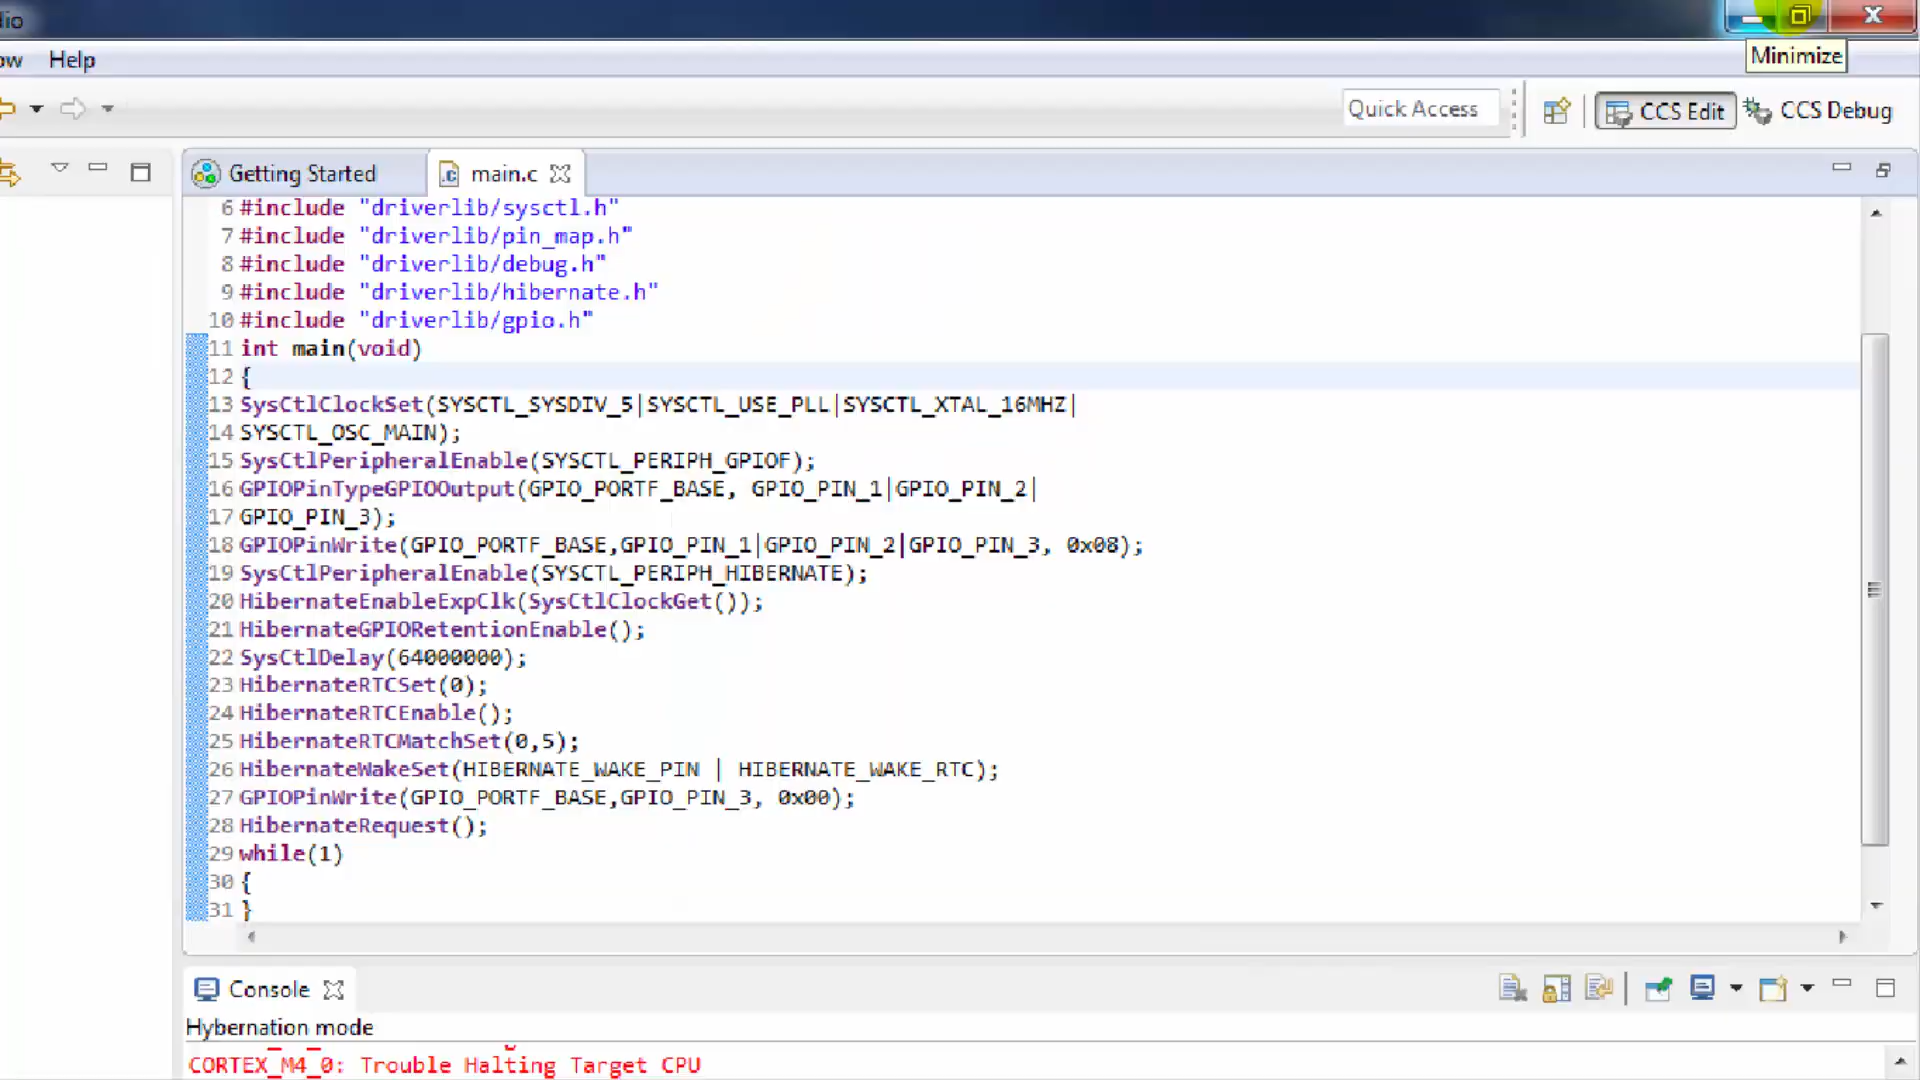 dio
Minimize
ow Help
Quick Access
CCS Edit
CCS Debug
Getting Started
main.c
6 #include "driverlib/sysctl.h"
7 #include "driverlib/pin_map.h"
8 #include "driverlib/debug.h"
9 #include "driverlib/hibernate.h"
10 #include "driverlib/gpio.h"
11 int main(void)
12 {
13 SysCtlClockSet(SYSCTL_SYSDIV_5|SYSCTL_USE_PLL|SYSCTL_XTAL_16MHZ|
14 SYSCTL_OSC_MAIN);
15 SysCtlPeripheralEnable(SYSCTL_PERIPH_GPIOF);
16 GPIOPinTypeGPIOOutput(GPIO_PORTF_BASE, GPIO_PIN_1|GPIO_PIN_2|
17 GPIO_PIN_3);
18 GPIOPinWrite(GPIO_PORTF_BASE,GPIO_PIN_1|GPIO_PIN_2|GPIO_PIN_3, 0x08);
19 SysCtlPeripheralEnable(SYSCTL_PERIPH_HIBERNATE);
20 HibernateEnableExpClk(SysCtlClockGet());
21 HibernateGPIORetentionEnable();
22 SysCtlDelay(64000000);
23 HibernateRTCSet(0);
24 HibernateRTCEnable();
25 HibernateRTCMatchSet(0,5);
26 HibernateWakeSet(HIBERNATE_WAKE_PIN | HIBERNATE_WAKE_RTC);
27 GPIOPinWrite(GPIO_PORTF_BASE,GPIO_PIN_3, 0x00);
28 HibernateRequest();
29 while(1)
30 {
31 }
Console
Hybernation mode
CORTEX_M4_0: Trouble Halting Target CPU